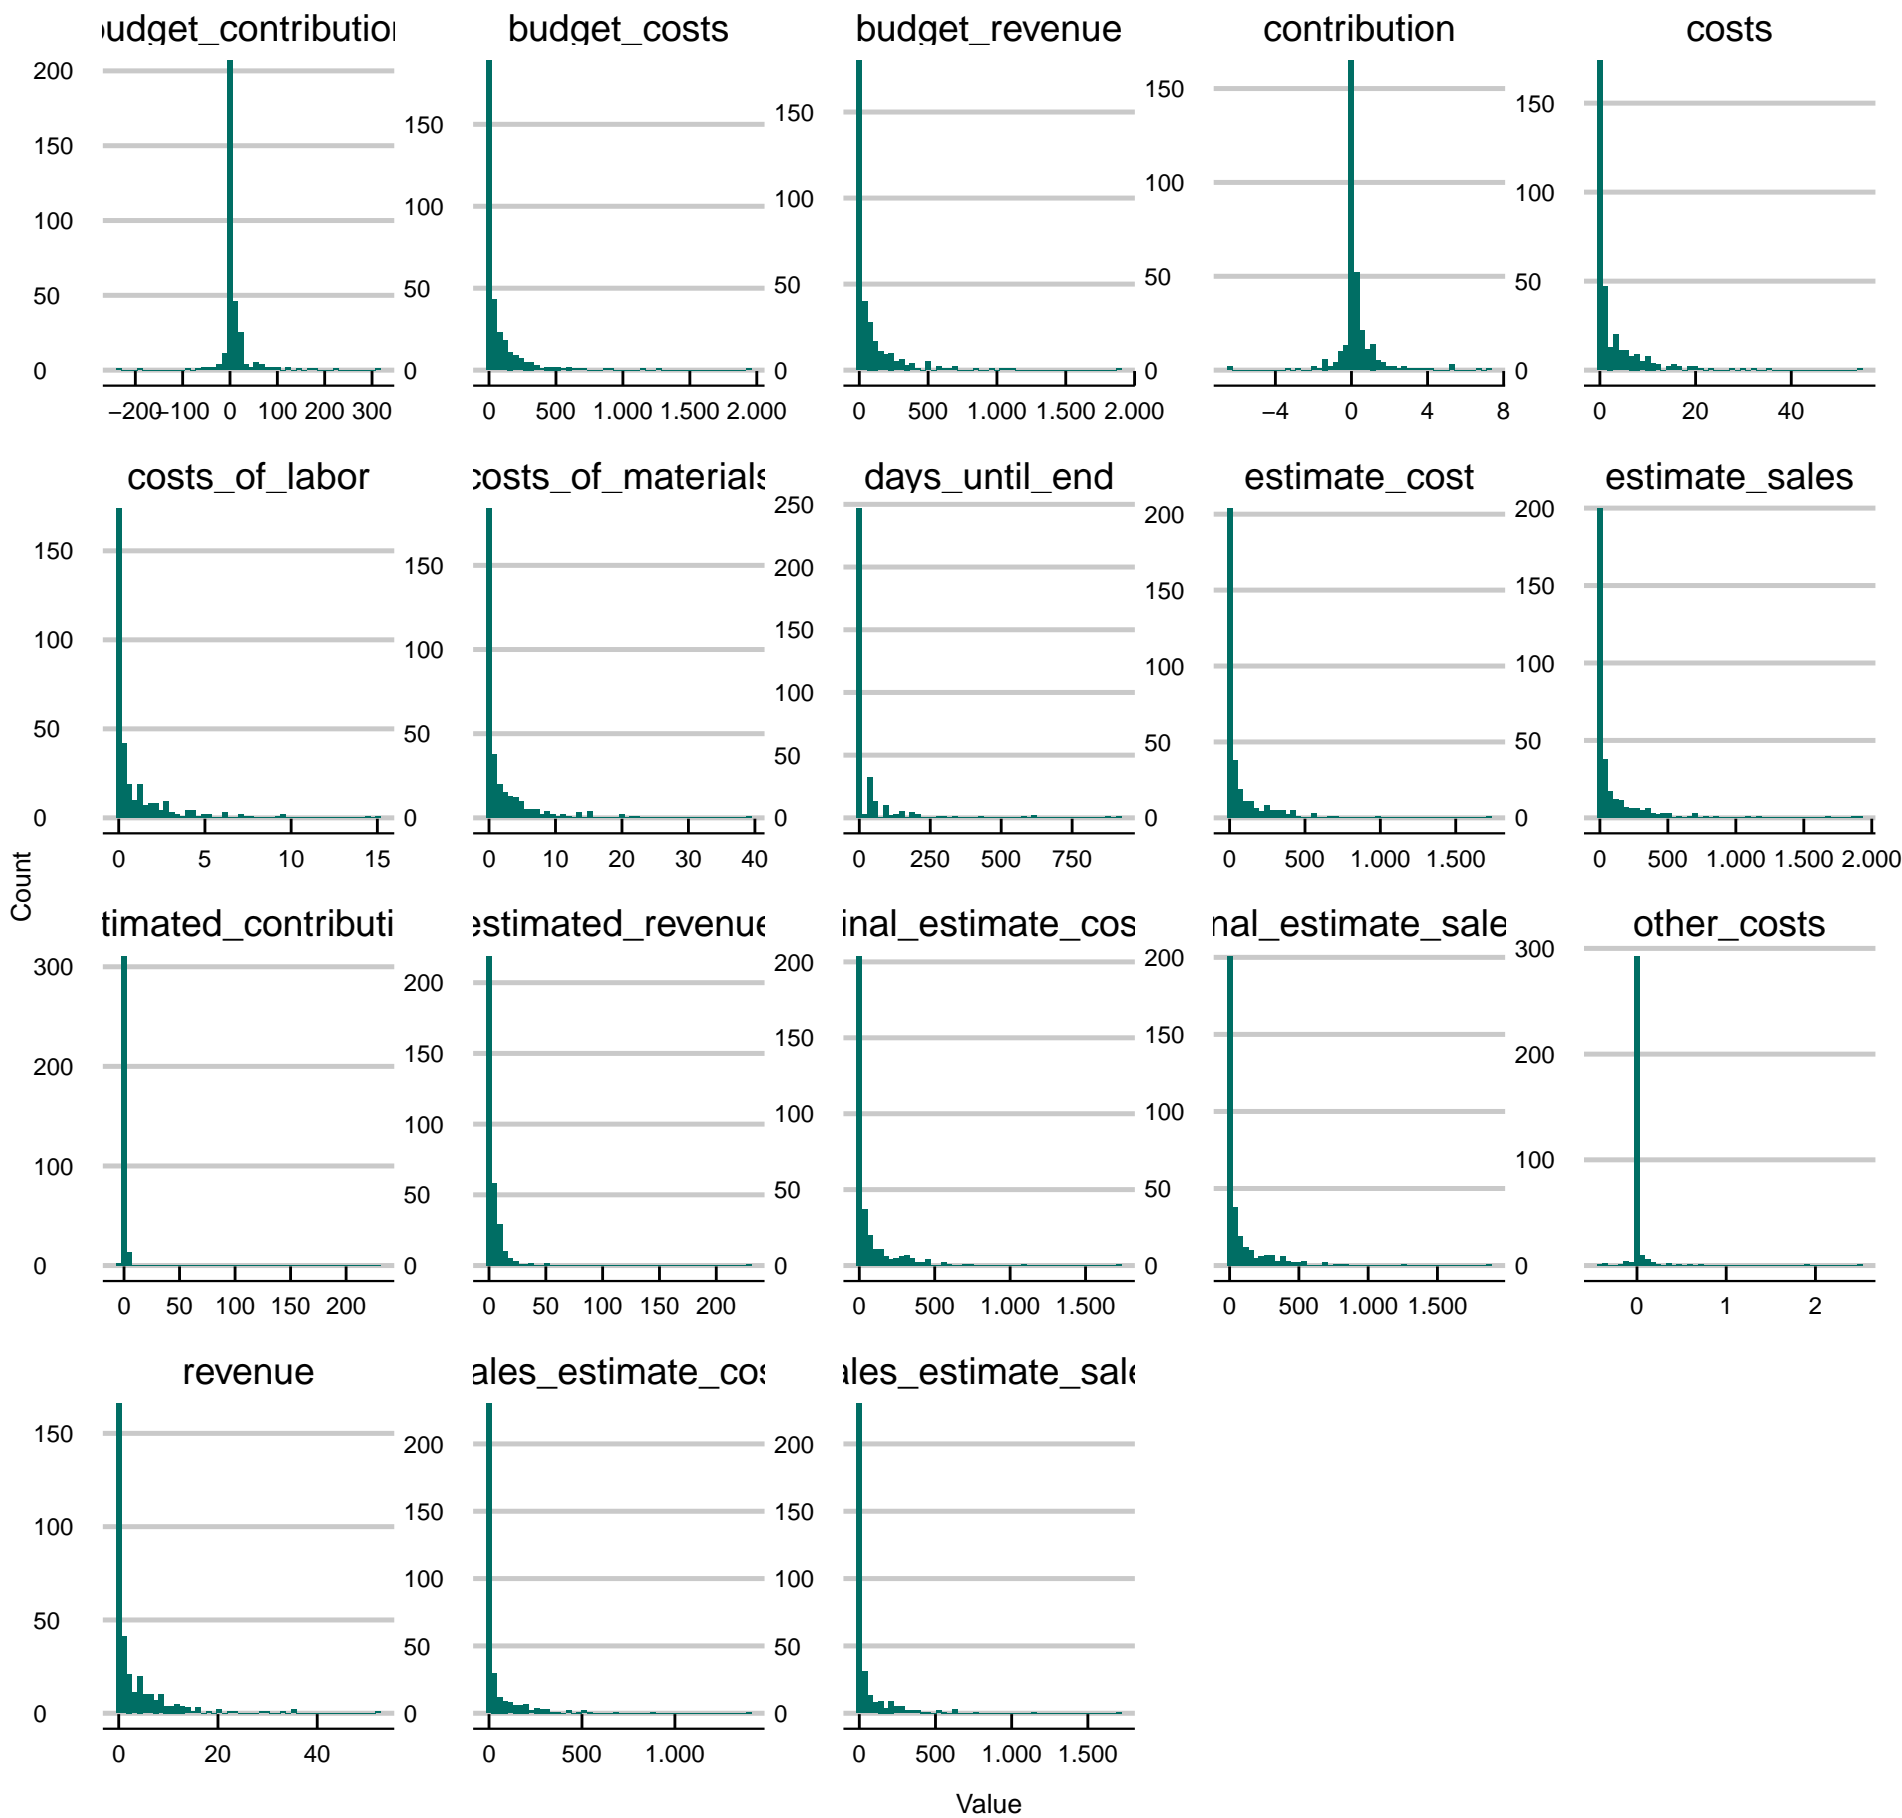 budget_contribution budget_costs budget_revenue contribution costs
200 150 100 50 0
150 100 50 0
150 100 50 0
150 100 50 0
150 100 50 0
−200 −100 0 100 200 300
0 500 1.000 1.500 2.000
0 500 1.000 1.500 2.000
−4 0 4 8
0 20 40
costs_of_labor costs_of_materials days_until_end estimate_cost estimate_sales
150 100 50 0
150 100 50 0
250 200 150 100 50 0
200 150 100 50 0
200 150 100 50 0
0 5 10 15
0 10 20 30 40
0 250 500 750
0 500 1.000 1.500
0 500 1.000 1.500 2.000
Count
timated_contributi estimated_revenue inal_estimate_cos nal_estimate_sale other_costs
300 200 100 0
200 150 100 50 0
200 150 100 50 0
200 150 100 50 0
300 200 100 0
0 50 100 150 200
0 50 100 150 200
0 500 1.000 1.500
0 500 1.000 1.500
0 1 2
revenue ales_estimate_cos ales_estimate_sale
150 100 50 0
200 150 100 50 0
200 150 100 50 0
0 20 40
0 500 1.000
0 500 1.000 1.500
Value